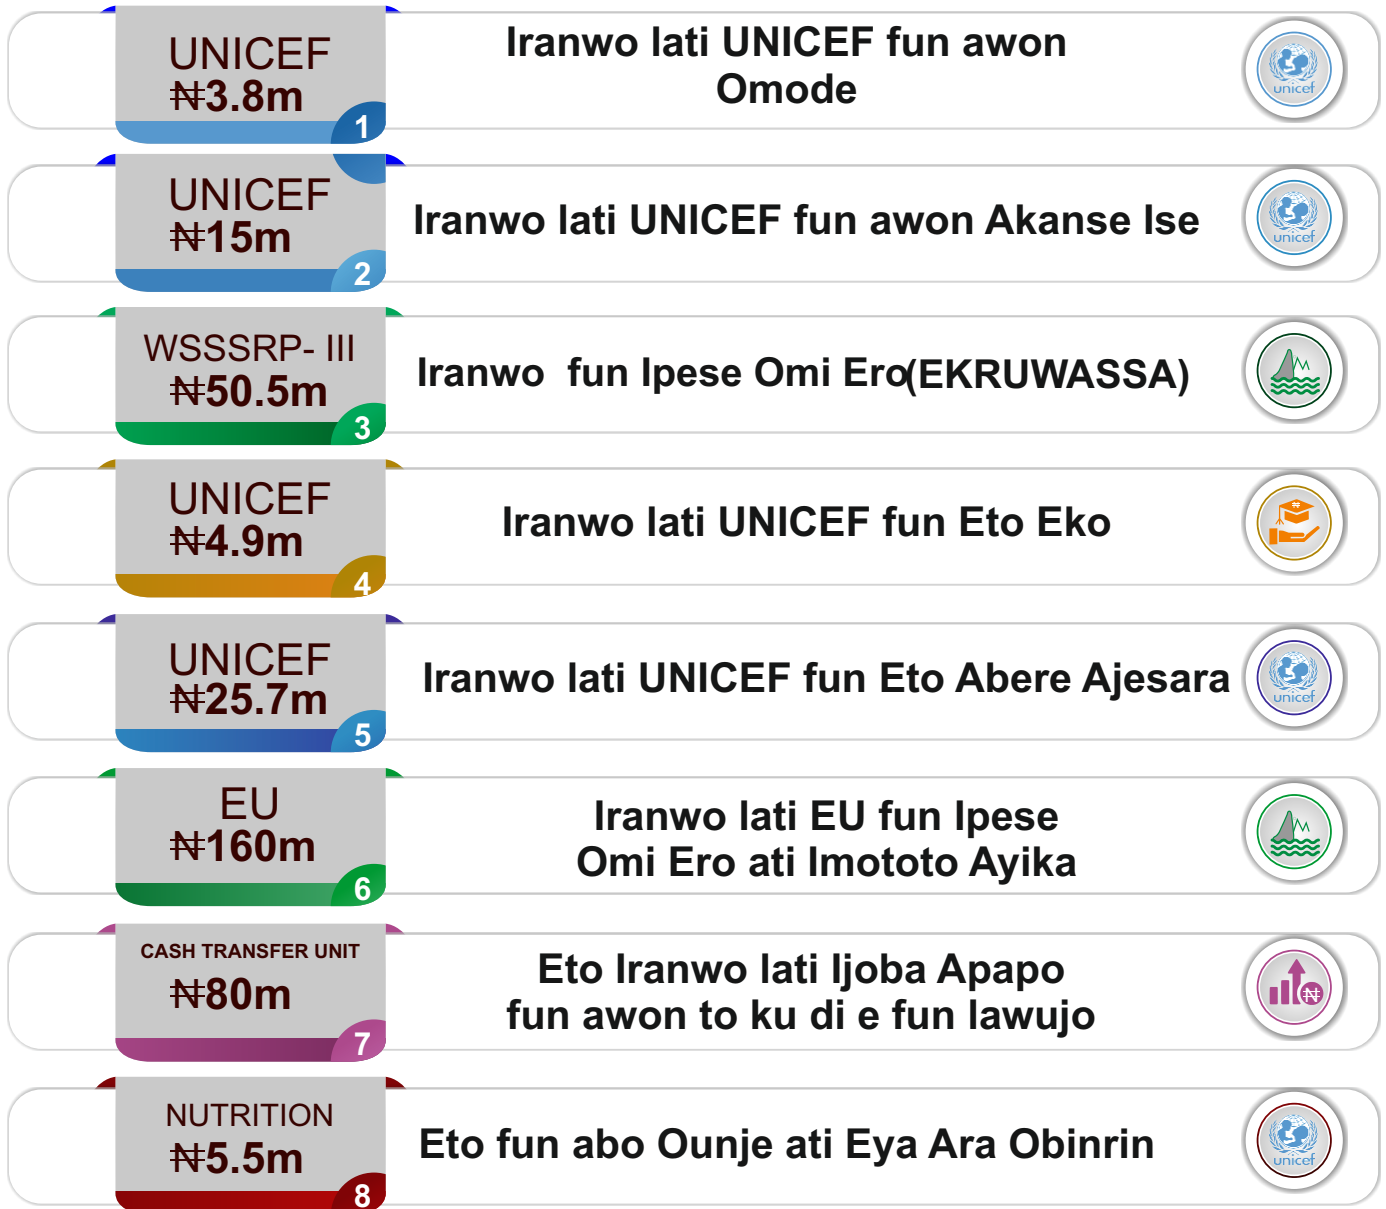 UNICEF
₦3.8m
1
Iranwo lati UNICEF fun awon
Omode
unicef
UNICEF
₦15m
2
Iranwo lati UNICEF fun awon Akanse Ise
unicef
WSSSRP- III
₦50.5m
3
Iranwo fun Ipese Omi Ero(EKRUWASSA)
UNICEF
₦4.9m
4
Iranwo lati UNICEF fun Eto Eko
₦
UNICEF
₦25.7m
5
Iranwo lati UNICEF fun Eto Abere Ajesara
unicef
EU
₦160m
6
Iranwo lati EU fun Ipese
Omi Ero ati Imototo Ayika
CASH TRANSFER UNIT
₦80m
7
Eto Iranwo lati Ijoba Apapo
fun awon to ku di e fun lawujo
₦
NUTRITION
₦5.5m
8
Eto fun abo Ounje ati Eya Ara Obinrin
unicef